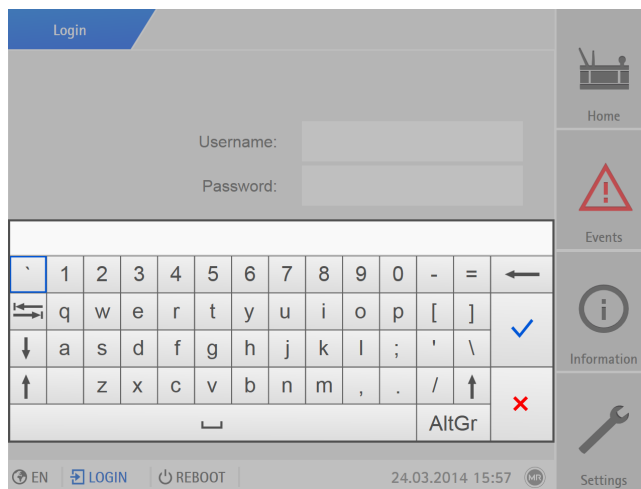 Login
Home
Username:
Password:
Events
` 1 2 3 4 5 6 7 8 9 0 - =
q w e r t y u i o p [ ]
a s d f g h j k l ; ' \
Information
z x c v b n m , . /
AltGr
EN LOGIN REBOOT 24.03.2014 15:57 MR Settings